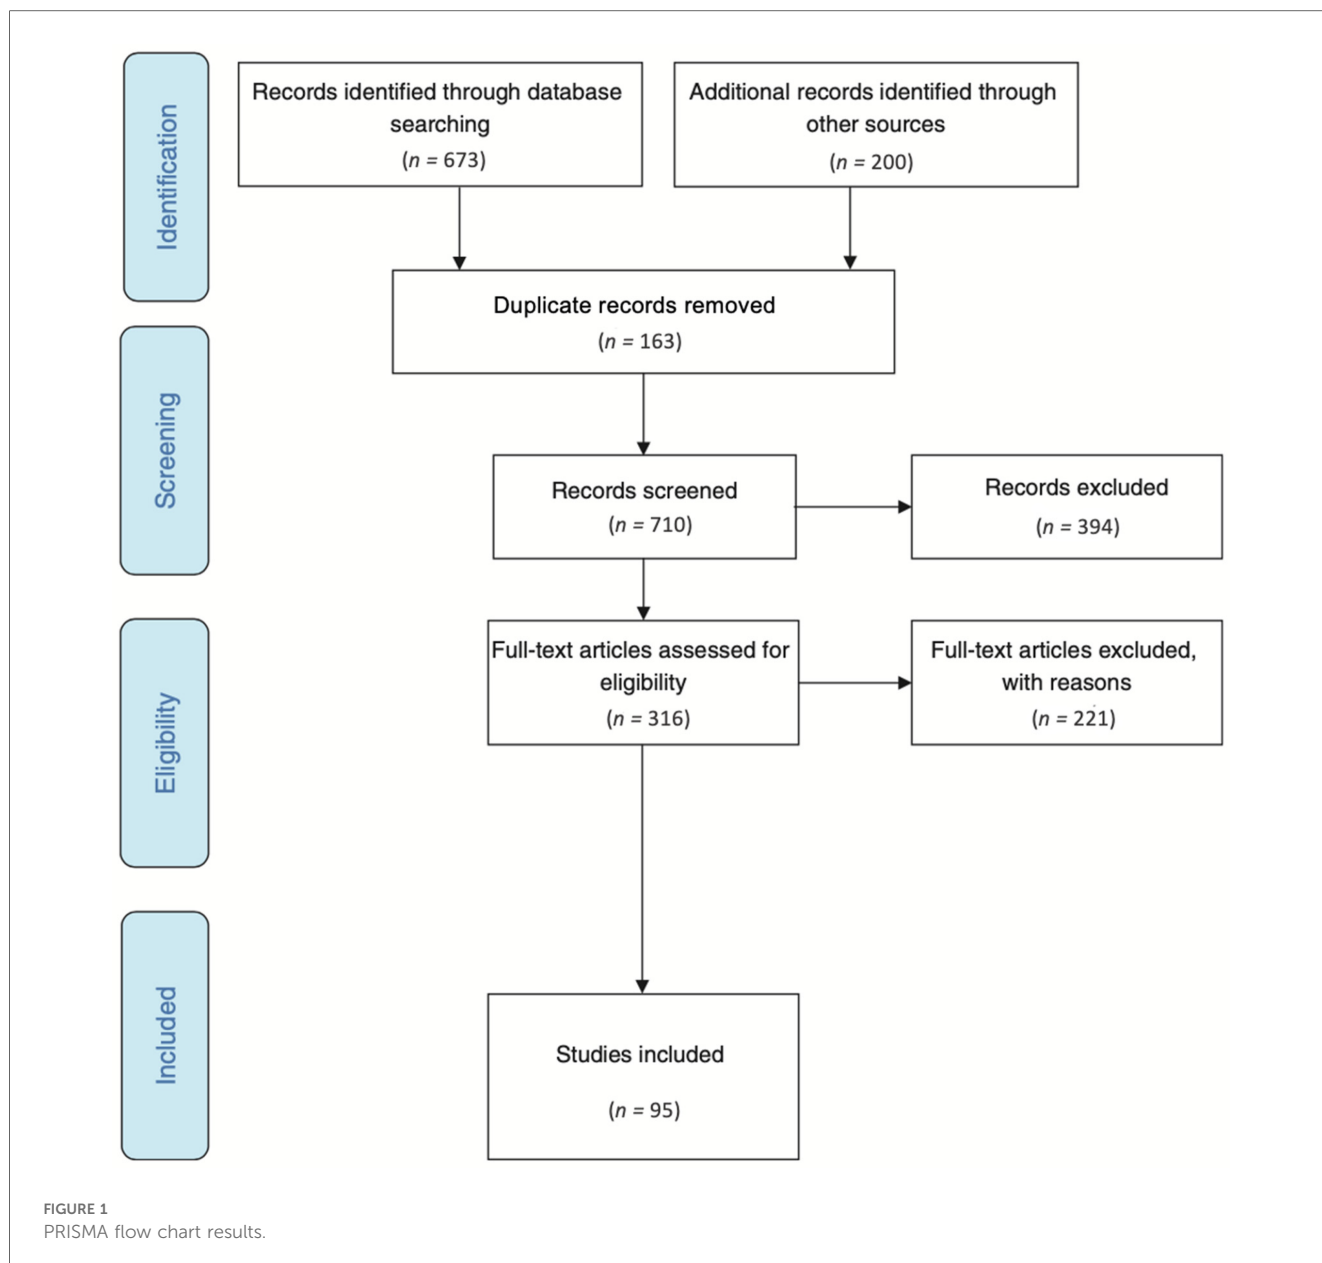 Identification
Records identified through database
searching
(n = 673)
Additional records identified through
other sources
(n = 200)
Duplicate records removed
(n = 163)
Screening
Records screened
(n = 710)
Records excluded
(n = 394)
Eligibility
Full-text articles assessed for
eligibility
(n = 316)
Full-text articles excluded,
with reasons
(n = 221)
Included
Studies included
(n = 95)
FIGURE 1
PRISMA flow chart results.